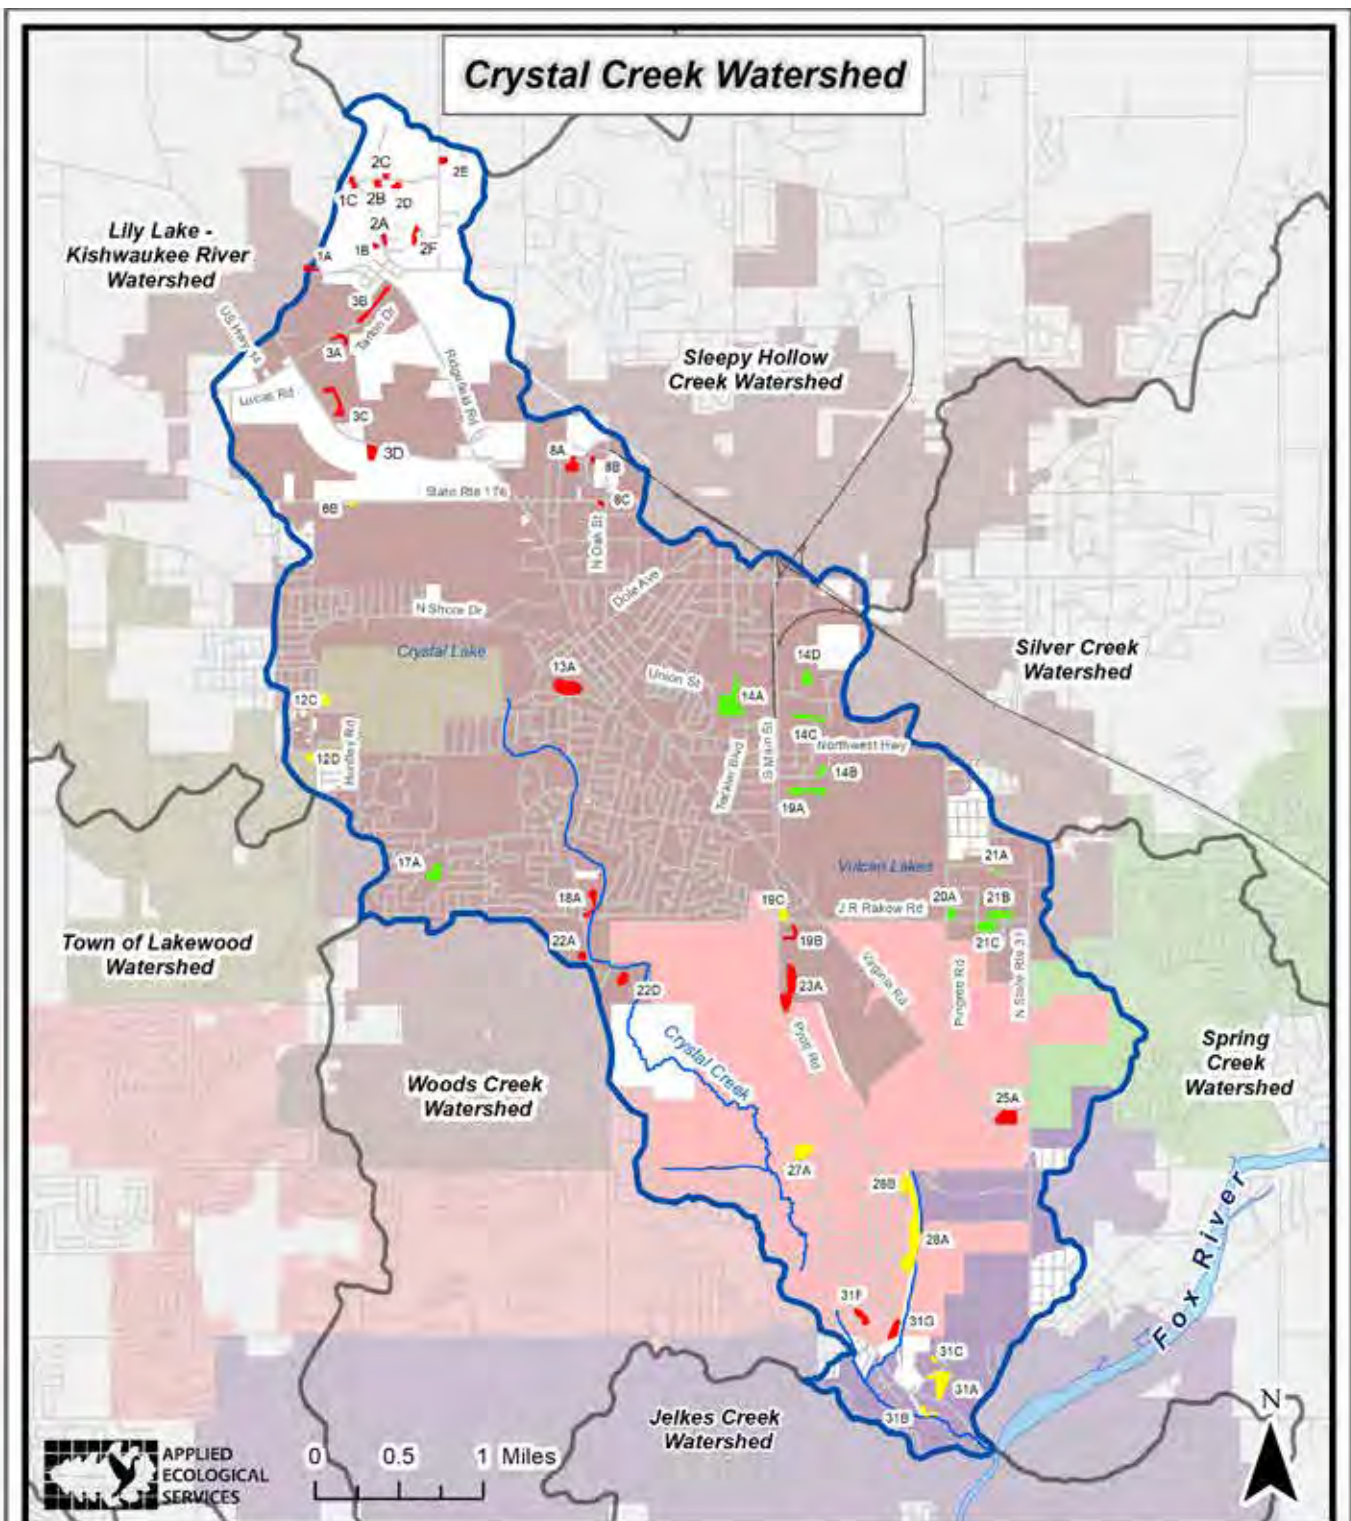 Crystal Creek Watershed
2C
2E
1C
2B
2D
2A
1B
2F
1A
Lily Lake -
Kishwaukee River
Watershed
3B
Tarton Dr
US Hwy 14
3A
Ridgefield Rd
Sleepy Hollow
Creek Watershed
Lucas Rd
3C
3D
8A
8B
State Rte 176
8C
6B
N Oak St
Dole Ave
N Shore Dr
Crystal Lake
13A
Union St
14D
Silver Creek
Watershed
12C
14A
14C
Northwest Hwy
Huntley Rd
12D
S Main St
Teckler Blvd
14B
19A
17A
Vulcan Lakes
21A
18A
19C
J R Rakow Rd
20A
21B
Town of Lakewood
Watershed
22A
19B
21C
N State Rte 31
Virginia Rd
Pingree Rd
22D
23A
Pyott Rd
Crystal Creek
Spring
Creek
Watershed
Woods Creek
Watershed
25A
27A
28B
28A
Fox River
31F
31G
31C
31A
31B
Jelkes Creek
Watershed
N
APPLIED
ECOLOGICAL
SERVICES
0 0.5 1 Miles